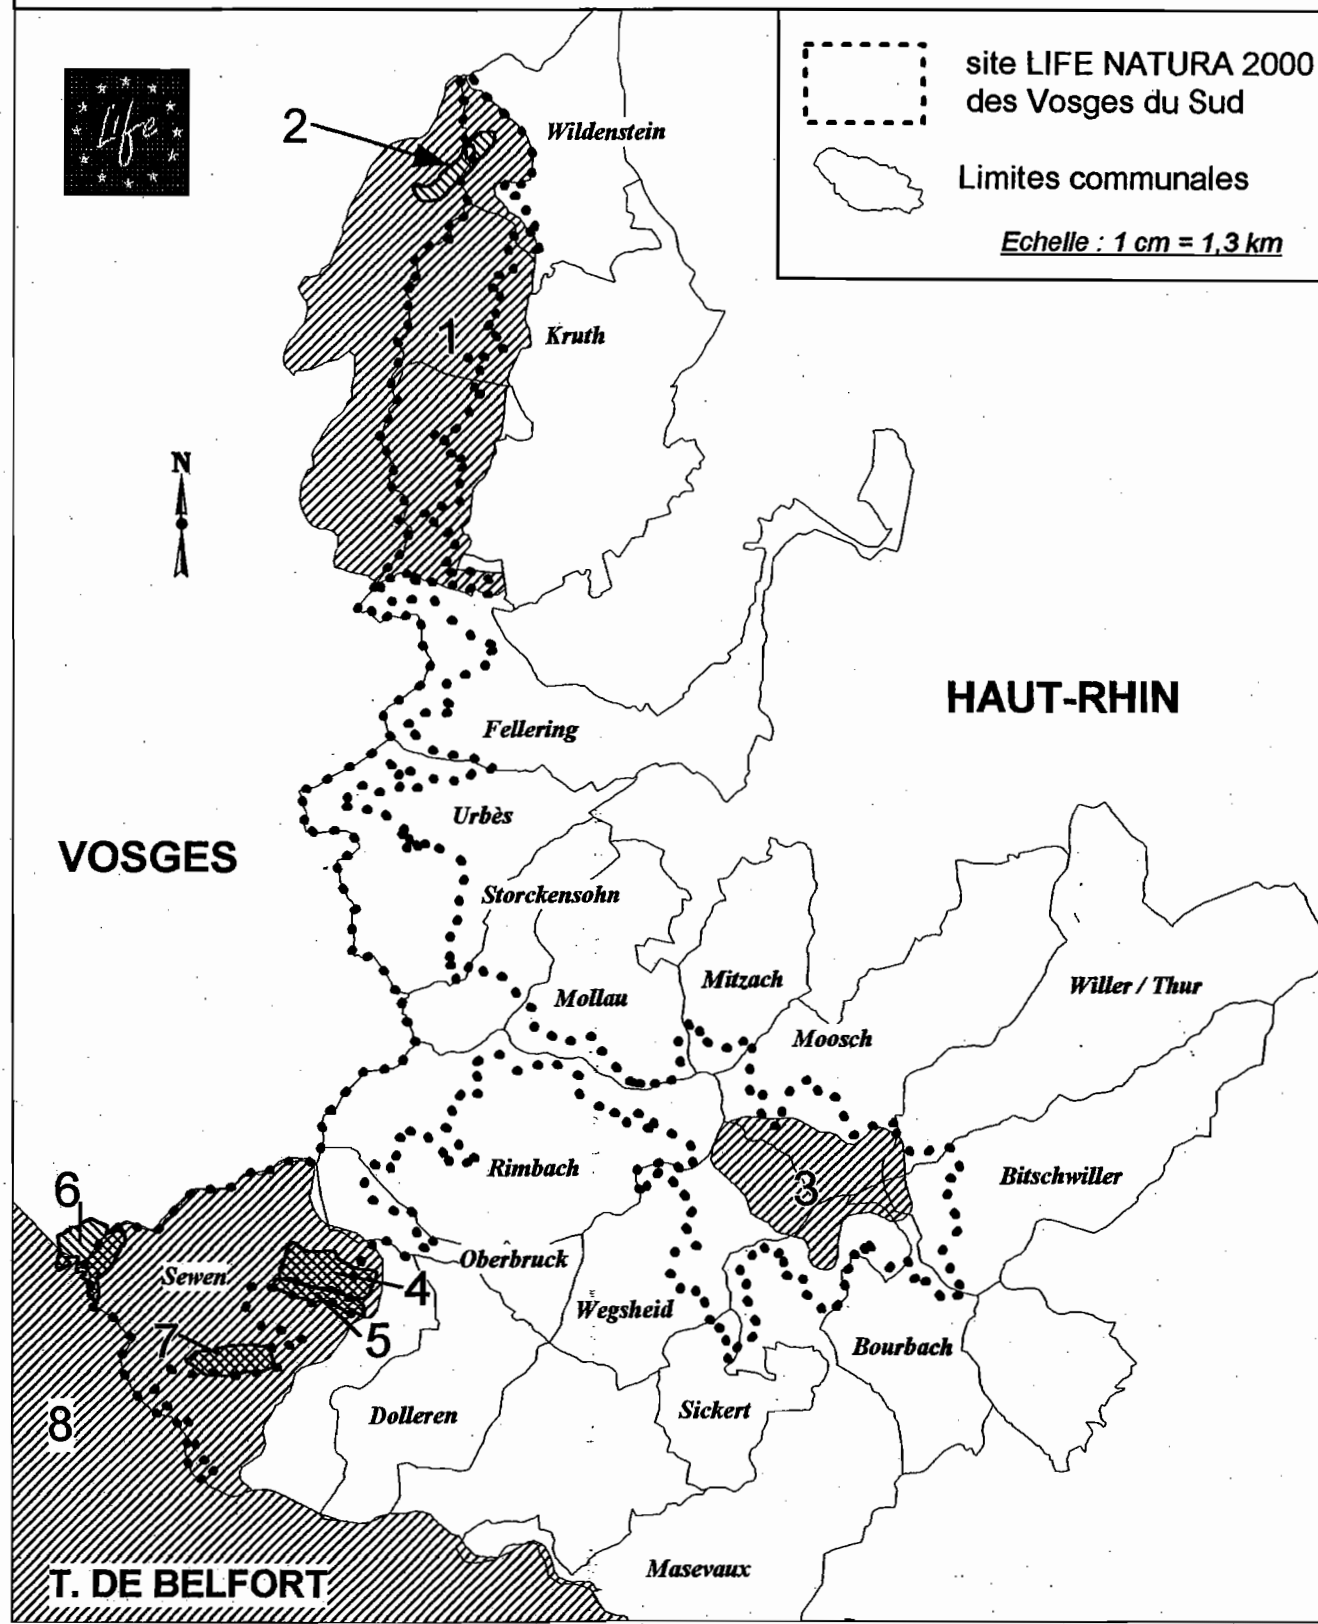 Life
site LIFE NATURA 2000
des Vosges du Sud
Limites communales
Echelle : 1 cm = 1,3 km
2
Wildenstein
1
Kruth
N
HAUT-RHIN
Fellering
Urbès
VOSGES
Storckensohn
Mitzach
Willer / Thur
Mollau
Moosch
Rimbach
3
Bitschwiller
6
Oberbruck
Sewen
4
Wegsheid
5
7
Bourbach
8
Dolleren
Sickert
Masevaux
T. DE BELFORT